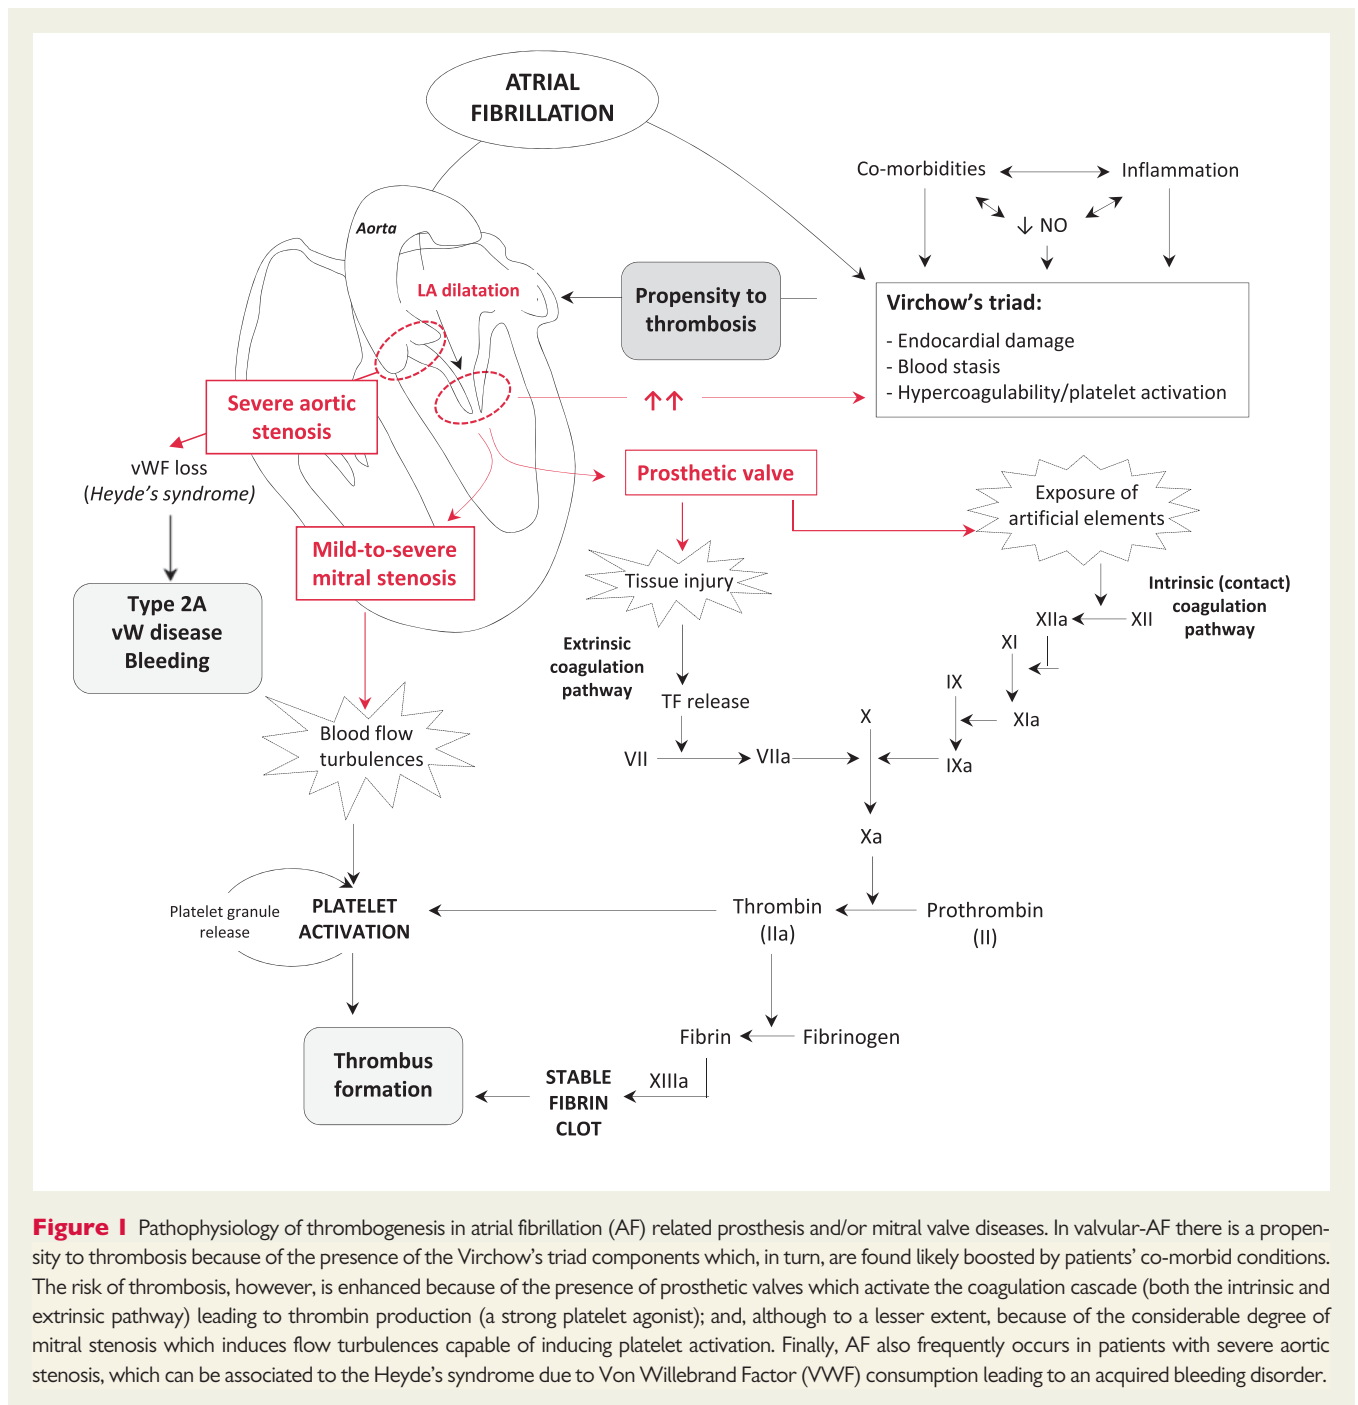 ATRIAL
FIBRILLATION
Co-morbidities
Inflammation
↓ NO
Aorta
LA dilatation
Propensity to
thrombosis
Virchow’s triad:
- Endocardial damage
- Blood stasis
- Hypercoagulability/platelet activation
↑↑
Severe aortic
stenosis
vWF loss
(Heyde’s syndrome)
Type 2A
vW disease
Bleeding
Mild-to-severe
mitral stenosis
Prosthetic valve
Exposure of
artificial elements
Tissue injury
Intrinsic (contact)
coagulation
pathway
Extrinsic
coagulation
pathway
XIIa
XII
XI
IX
XIa
TF release
X
VII
VIIa
IXa
Xa
Blood flow
turbulences
Platelet granule
release
PLATELET
ACTIVATION
Thrombin
(IIa)
Prothrombin
(II)
Fibrin
Fibrinogen
XIIIa
STABLE
FIBRIN
CLOT
Thrombus
formation
Figure 1 Pathophysiology of thrombogenesis in atrial fibrillation (AF) related prosthesis and/or mitral valve diseases. In valvular-AF there is a propen-
sity to thrombosis because of the presence of the Virchow’s triad components which, in turn, are found likely boosted by patients’ co-morbid conditions.
The risk of thrombosis, however, is enhanced because of the presence of prosthetic valves which activate the coagulation cascade (both the intrinsic and
extrinsic pathway) leading to thrombin production (a strong platelet agonist); and, although to a lesser extent, because of the considerable degree of
mitral stenosis which induces flow turbulences capable of inducing platelet activation. Finally, AF also frequently occurs in patients with severe aortic
stenosis, which can be associated to the Heyde’s syndrome due to Von Willebrand Factor (VWF) consumption leading to an acquired bleeding disorder.